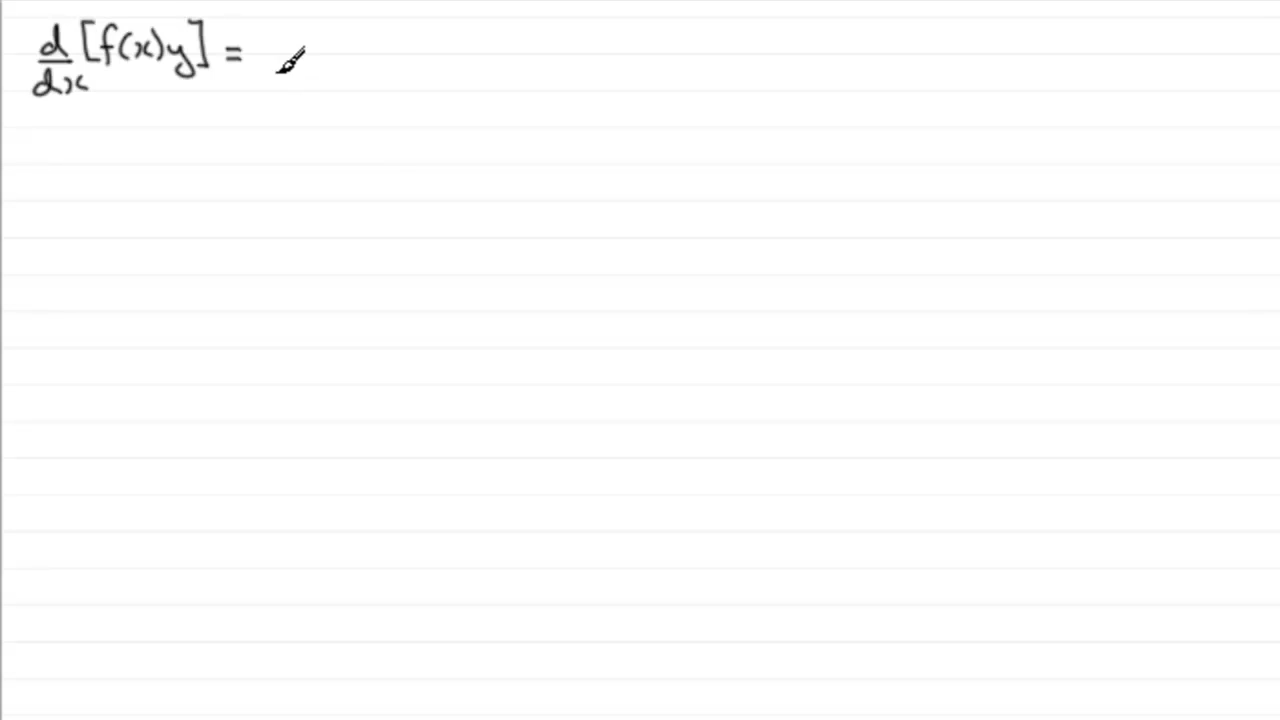 d/dx [f(x)y] =